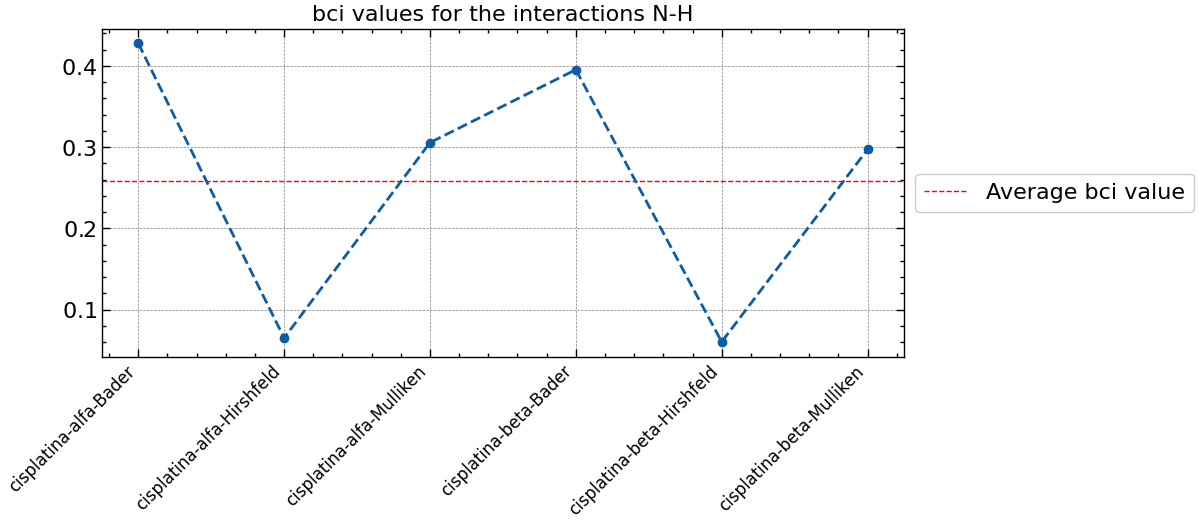 bci values for the interactions N-H
0.4
0.3
0.2
0.1
Average bci value
cisplatina-alfa-Bader
cisplatina-alfa-Hirshfeld
cisplatina-alfa-Mulliken
cisplatina-beta-Bader
cisplatina-beta-Hirshfeld
cisplatina-beta-Mulliken